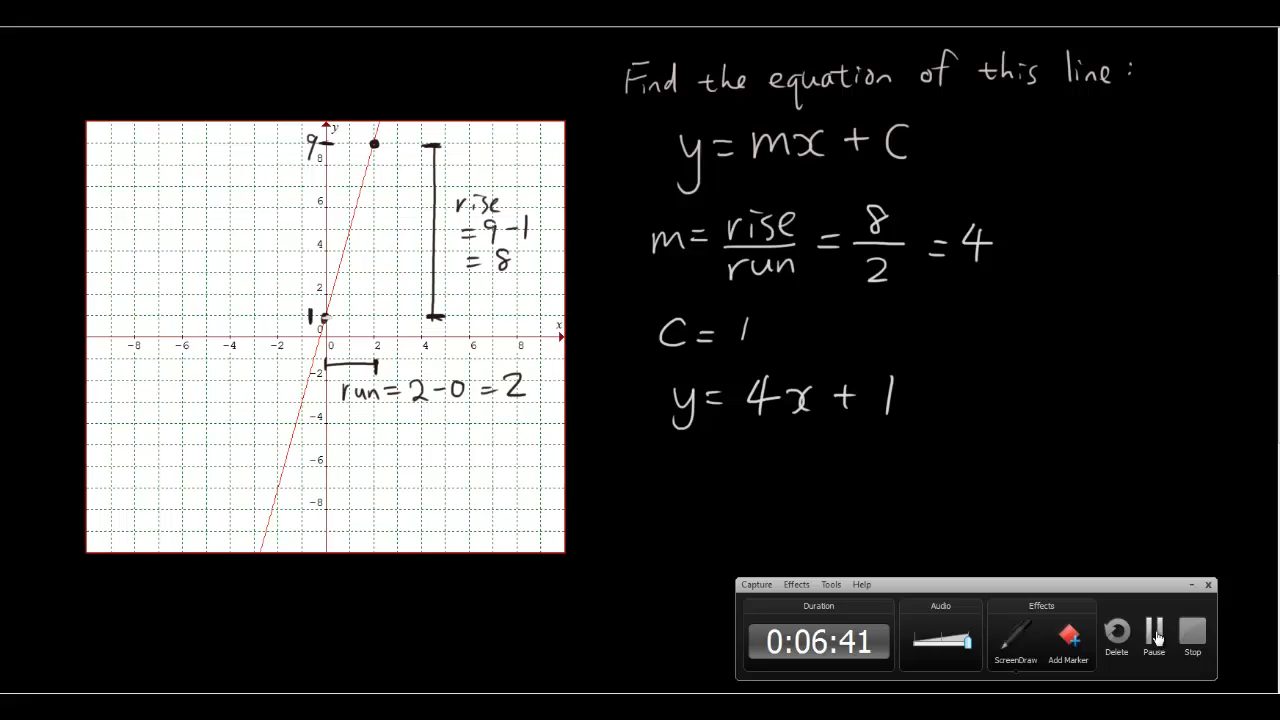 Find the equation of this line:
y = mx + C
m = rise/run = 8/2 = 4
C = 1
y = 4x + 1
y
9
8
6
4
2
1
0
-8 -6 -4 -2 0 2 4 6 8 x
-2
-4
-6
-8
rise
= 9 - 1
= 8
run = 2 - 0 = 2
Capture Effects Tools Help
Duration Audio Effects
0:06:41
ScreenDraw Add Marker Delete Pause Stop